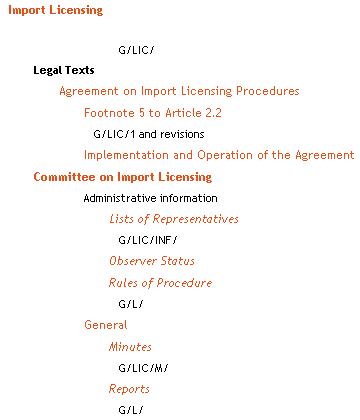 Import Licensing
G/LIC/
Legal Texts
Agreement on Import Licensing Procedures
Footnote 5 to Article 2.2
G/LIC/1 and revisions
Implementation and Operation of the Agreement
Committee on Import Licensing
Administrative information
Lists of Representatives
G/LIC/INF/
Observer Status
Rules of Procedure
G/L/
General
Minutes
G/LIC/M/
Reports
G/L/